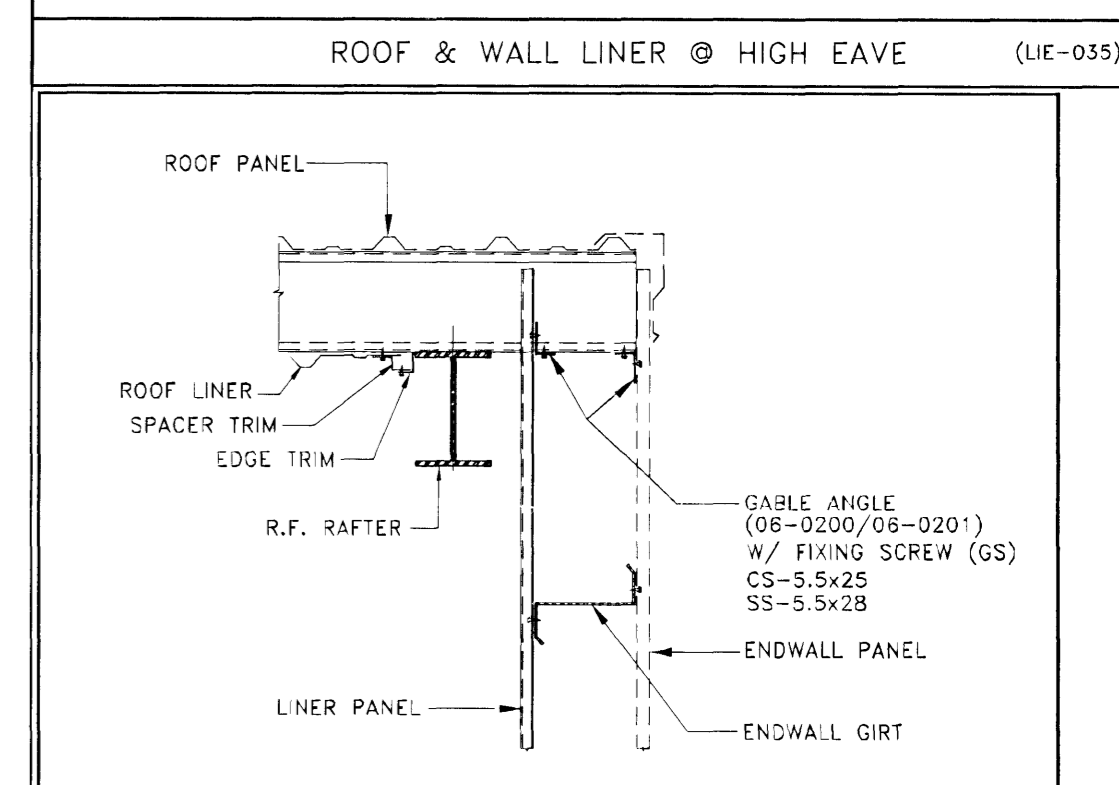 ROOF & WALL LINER @ HIGH EAVE (LIE-035)
ROOF PANEL
ROOF LINER
SPACER TRIM
EDGE TRIM
R.F. RAFTER
GABLE ANGLE
(06-0200/06-0201)
W/ FIXING SCREW (GS)
CS-5.5x25
SS-5.5x28
ENDWALL PANEL
LINER PANEL
ENDWALL GIRT